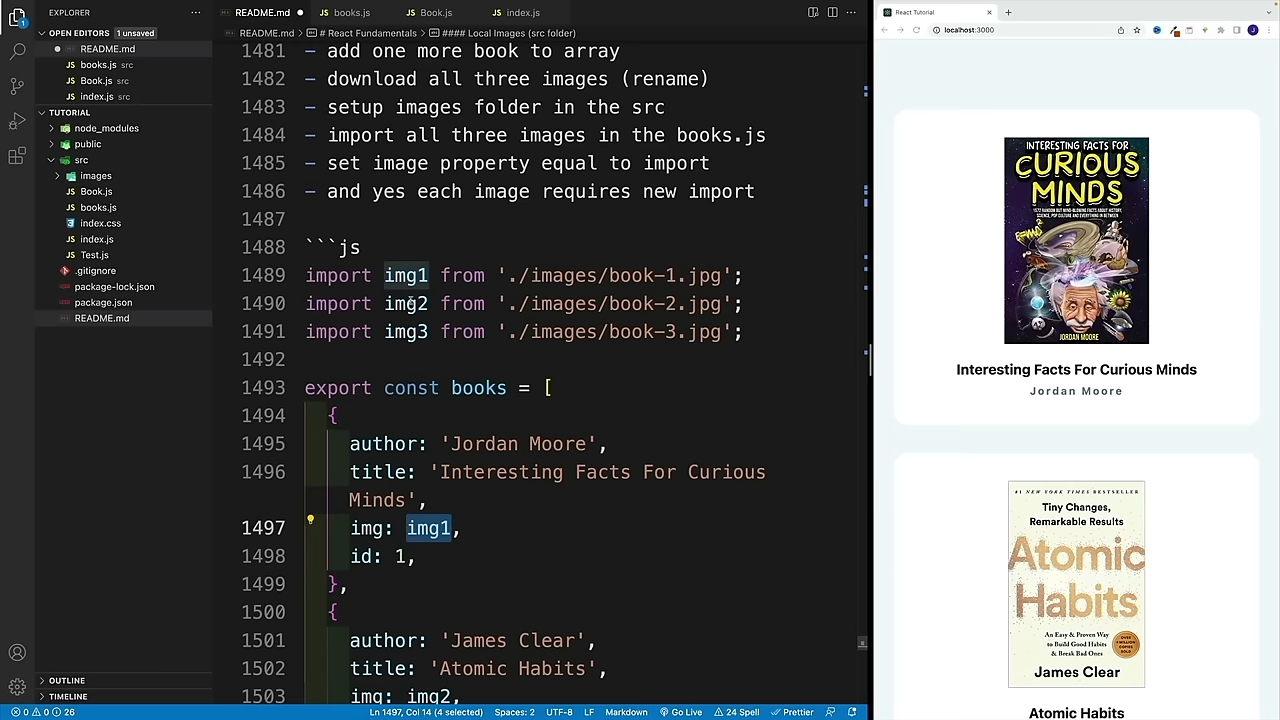 EXPLORER
OPEN EDITORS 1 unsaved
README.md
books.js src
Book.js src
index.js src
TUTORIAL
node_modules
public
src
images
Book.js
books.js
index.css
index.js
Test.js
.gitignore
package-lock.json
package.json
README.md
OUTLINE
TIMELINE
README.md
books.js
Book.js
index.js
- add one more book to array
1482 - download all three images (rename)
1483 - setup images folder in the src
1484 - import all three images in the books.js
1485 - set image property equal to import
1486 - and yes each image requires new import
1487
1488 ```js
1489 import img1 from './images/book-1.jpg';
1490 import img2 from './images/book-2.jpg';
1491 import img3 from './images/book-3.jpg';
1492
1493 export const books = [
1494 {
1495 author: 'Jordan Moore',
1496 title: 'Interesting Facts For Curious
Minds'
1497 img: img1,
1498 id: 1,
1499 },
1500 {
1501 author: 'James Clear',
1502 title: 'Atomic Habits',
1503 img: img2,
0 0 26
Ln 1497, Col 14 (4 selected) Spaces: 2 UTF-8 LF Markdown Go Live 24 Spell Prettier
React Tutorial
localhost:3000
J
INTERESTING FACTS FOR
CURIOUS
MINDS
JORDAN MOORE
Interesting Facts For Curious Minds
Jordan Moore
#1 NEW YORK TIMES BESTSELLER
Tiny Changes,
Remarkable Results
Atomic
Habits
An Easy & Proven Way
to Build Good Habits
& Break Bad Ones
James Clear
Atomic Habits